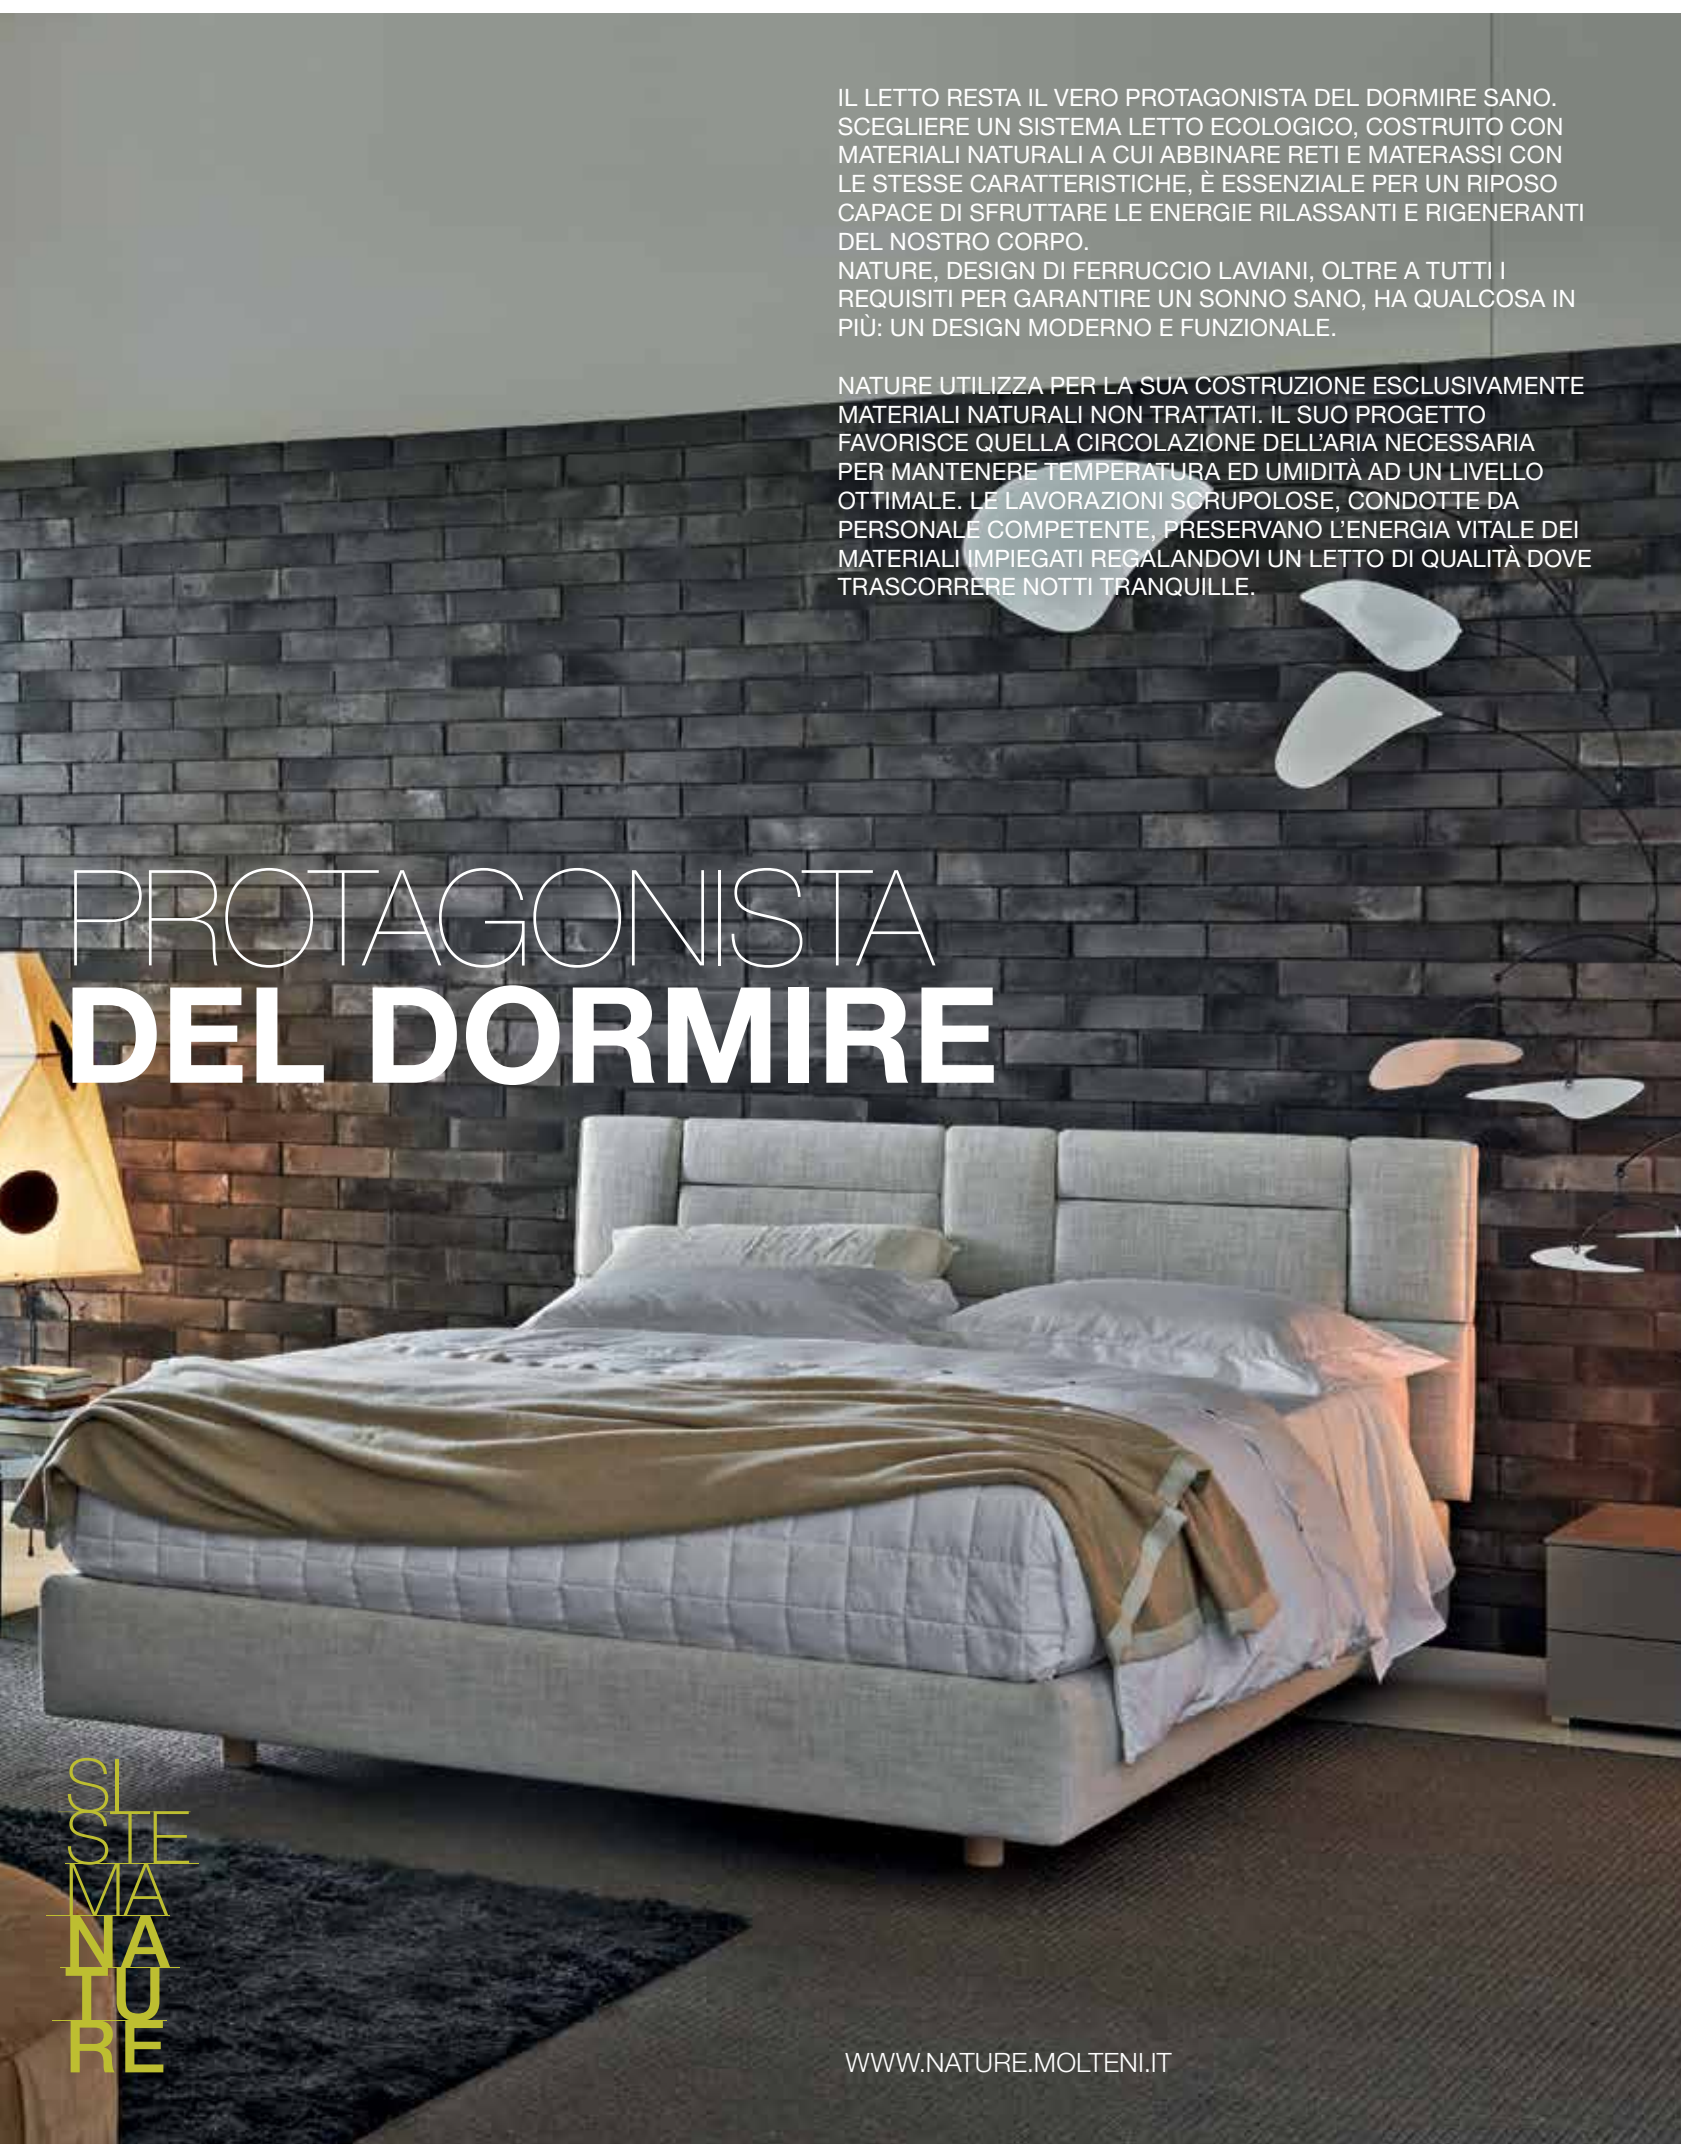 IL LETTO RESTA IL VERO PROTAGONISTA DEL DORMIRE SANO.
SCEGLIERE UN SISTEMA LETTO ECOLOGICO, COSTRUITO CON
MATERIALI NATURALI A CUI ABBINARE RETI E MATERASSI CON
LE STESSE CARATTERISTICHE, È ESSENZIALE PER UN RIPOSO
CAPACE DI SFRUTTARE LE ENERGIE RILASSANTI E RIGENERANTI
DEL NOSTRO CORPO.
NATURE, DESIGN DI FERRUCCIO LAVIANI, OLTRE A TUTTI I
REQUISITI PER GARANTIRE UN SONNO SANO, HA QUALCOSA IN
PIÙ: UN DESIGN MODERNO E FUNZIONALE.
NATURE UTILIZZA PER LA SUA COSTRUZIONE ESCLUSIVAMENTE
MATERIALI NATURALI NON TRATTATI. IL SUO PROGETTO
FAVORISCE QUELLA CIRCOLAZIONE DELL'ARIA NECESSARIA
PER MANTENERE TEMPERATURA ED UMIDITÀ AD UN LIVELLO
OTTIMALE. LE LAVORAZIONI SCRUPOLOSE, CONDOTTE DA
PERSONALE COMPETENTE, PRESERVANO L'ENERGIA VITALE DEI
MATERIALI IMPIEGATI REGALANDOVI UN LETTO DI QUALITÀ DOVE
TRASCORRERE NOTTI TRANQUILLE.
PROTAGONISTA
DEL DORMIRE
SI
STE
MA
NA
TU
RE
WWW.NATURE.MOLTENI.IT